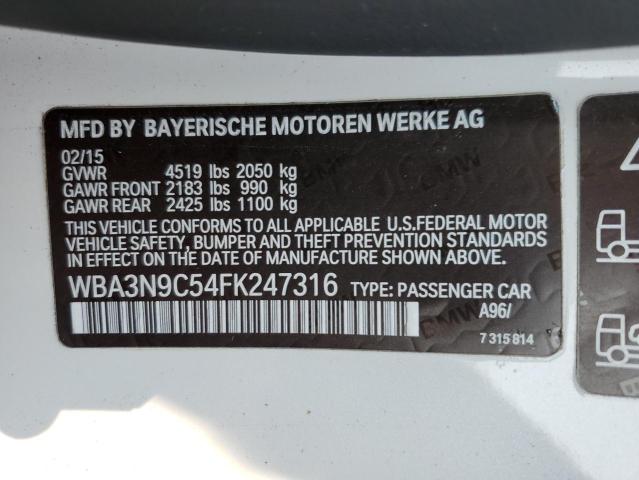 MFD BY BAYERISCHE MOTOREN WERKE AG
02/15
GVWR 4519 lbs 2050 kg
GAWR FRONT 2183 lbs 990 kg
GAWR REAR 2425 lbs 1100 kg
THIS VEHICLE CONFORMS TO ALL APPLICABLE U.S.FEDERAL MOTOR
VEHICLE SAFETY, BUMPER AND THEFT PREVENTION STANDARDS
IN EFFECT ON THE DATE OF MANUFACTURE SHOWN ABOVE.
WBA3N9C54FK247316 TYPE: PASSENGER CAR
A96/
7 315 814
BMW
BMW